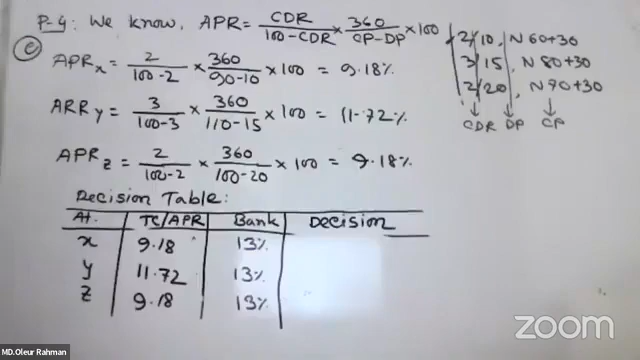 P-4: We know, APR = CDR/100-CDR × 360/CP-DP × 100
(e)
2/10, N 60+30
3/15, N 80+30
2/20, N 70+30
CDR DP CP
APRx = 2/100-2 × 360/90-10 × 100 = 9.18%
ARRy = 3/100-3 × 360/110-15 × 100 = 11.72%
APRz = 2/100-2 × 360/100-20 × 100 = 9.18%
Decision Table:
At. TC/APR Bank Decision
x 9.18 13%
y 11.72 13%
z 9.18 13%
zoom
MD.Oleur Rahman